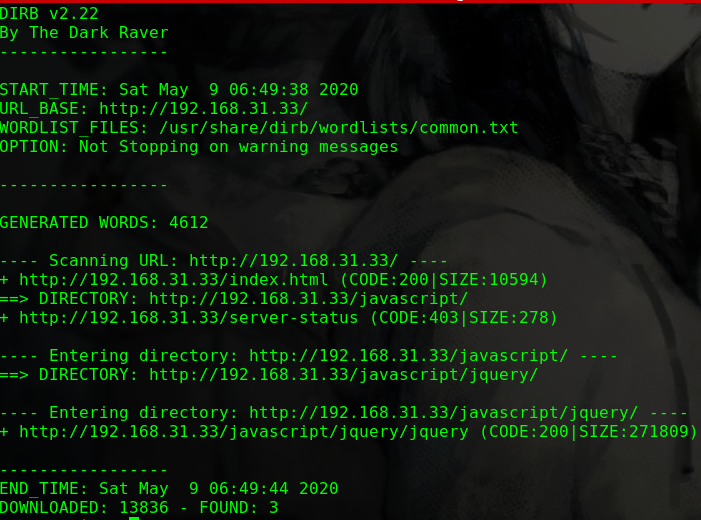 DIRB v2.22
By The Dark Raver
-----------------
START_TIME: Sat May  9 06:49:38 2020
URL_BASE: http://192.168.31.33/
WORDLIST_FILES: /usr/share/dirb/wordlists/common.txt
OPTION: Not Stopping on warning messages
-----------------
GENERATED WORDS: 4612
---- Scanning URL: http://192.168.31.33/ ----
+ http://192.168.31.33/index.html (CODE:200|SIZE:10594)
==> DIRECTORY: http://192.168.31.33/javascript/
+ http://192.168.31.33/server-status (CODE:403|SIZE:278)
---- Entering directory: http://192.168.31.33/javascript/ ----
==> DIRECTORY: http://192.168.31.33/javascript/jquery/
---- Entering directory: http://192.168.31.33/javascript/jquery/ ----
+ http://192.168.31.33/javascript/jquery/jquery (CODE:200|SIZE:271809)
-----------------
END_TIME: Sat May  9 06:49:44 2020
DOWNLOADED: 13836 - FOUND: 3